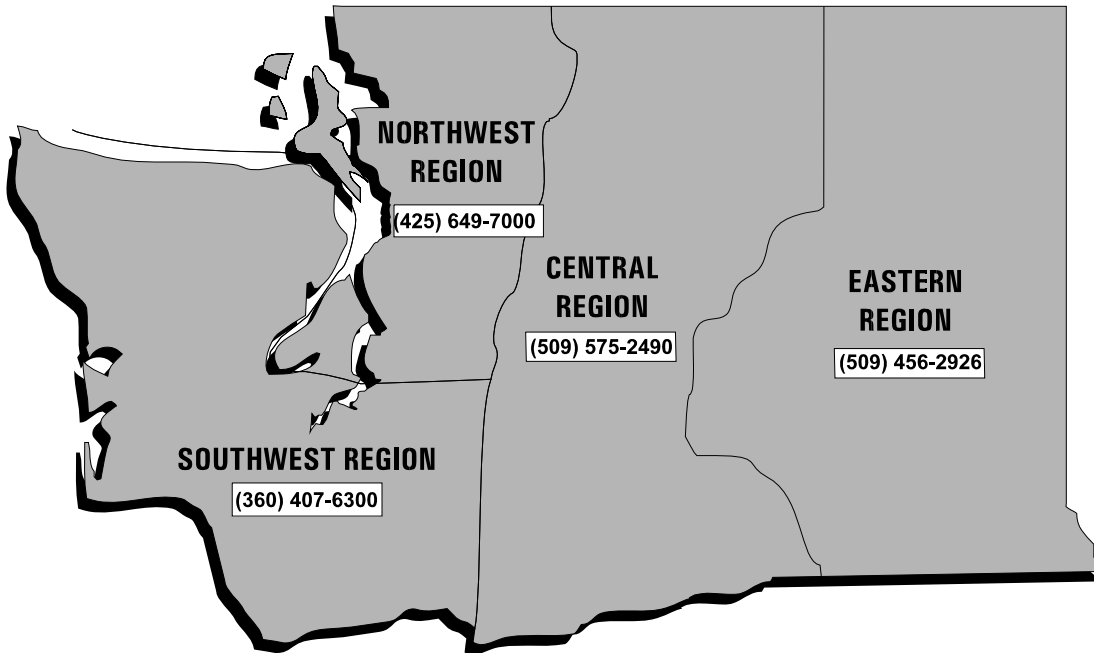 NORTHWEST
REGION
(425) 649-7000
CENTRAL
REGION
(509) 575-2490
EASTERN
REGION
(509) 456-2926
SOUTHWEST REGION
(360) 407-6300